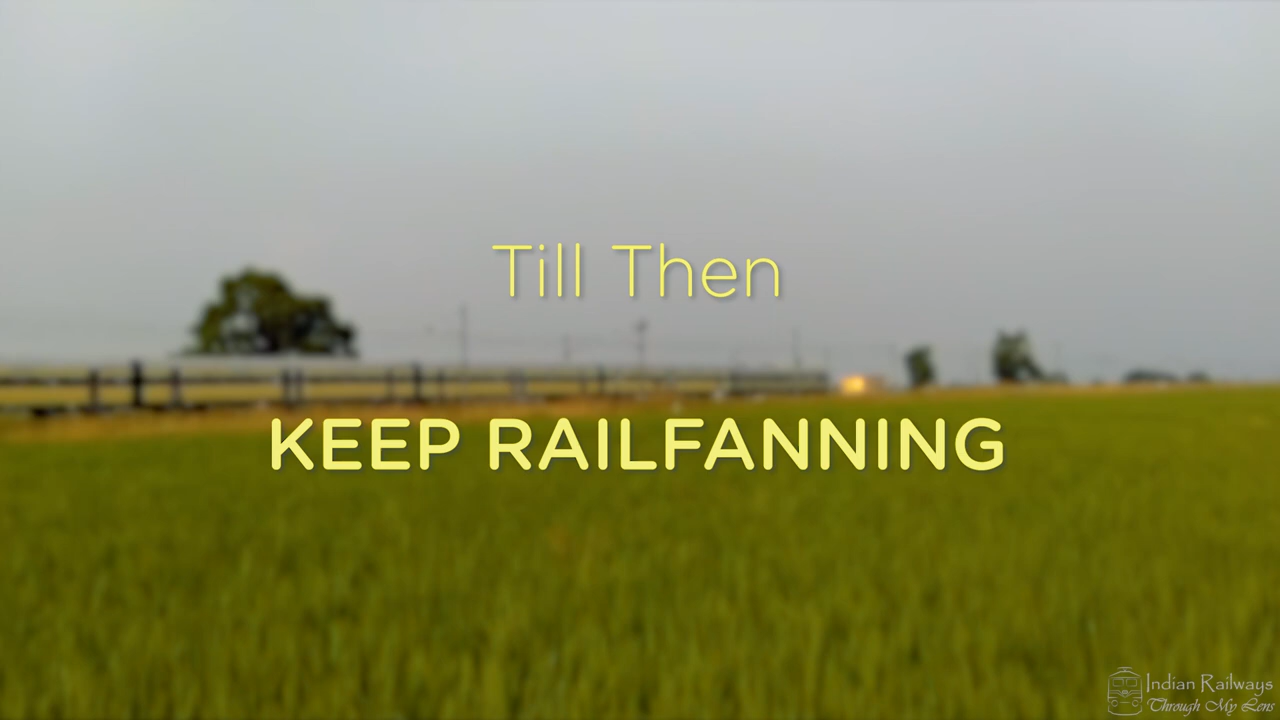 Till Then
KEEP RAILFANNING
Indian Railways
Through My Lens